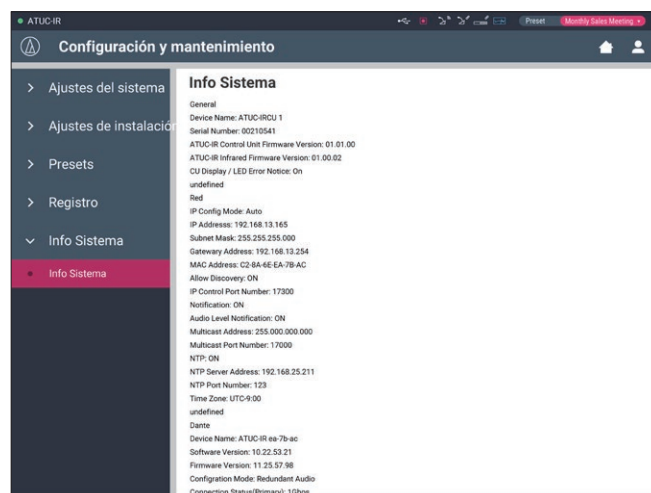 ATUC-IR
Preset
Monthly Sales Meeting
Configuración y mantenimiento
Ajustes del sistema
Ajustes de instalación
Presets
Registro
Info Sistema
Info Sistema
Info Sistema
General
Device Name: ATUC-IRCU 1
Serial Number: 00210541
ATUC-IR Control Unit Firmware Version: 01.01.00
ATUC-IR Infrared Firmware Version: 01.00.02
CU Display / LED Error Notice: On
undefined
Red
IP Config Mode: Auto
IP Addresss: 192.168.13.165
Subnet Mask: 255.255.255.000
Gaterway Address: 192.168.13.254
MAC Address: C2-8A-6E-EA-7B-AC
Allow Discovery: ON
IP Control Port Number: 17300
Notification: ON
Audio Level Notification: ON
Multicast Address: 255.000.000.000
Multicast Port Number: 17000
NTP: ON
NTP Server Address: 192.168.25.211
NTP Port Number: 123
Time Zone: UTC-9:00
undefined
Dante
Device Name: ATUC-IR ea-7b-ac
Software Version: 10.22.53.21
Firmware Version: 11.25.57.98
Configration Mode: Redundant Audio
Connection Status(Primary): 1Gbps